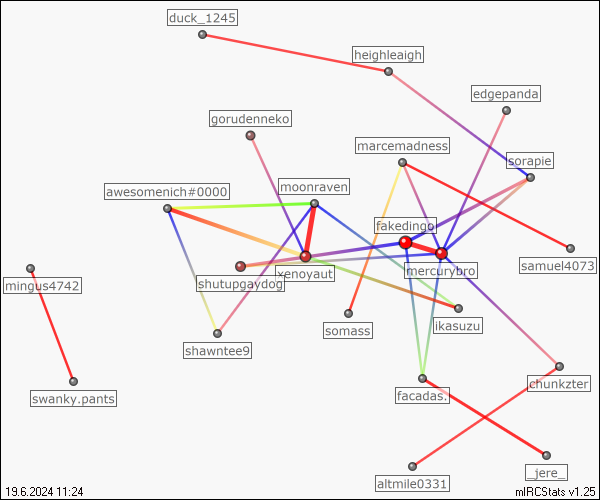 duck_1245
heighleaigh
edgepanda
gorudenneko
marcemadness
sorapie
moonraven
awesomenich#0000
fakedingo
samuel4073
mercurybro
xenoyaut
shutupgaydog
mingus4742
somass
ikasuzu
shawntee9
chunkzter
facadas.
swanky.pants
altmile0331
_jere_
19.6.2024 11:24
mIRCStats v1.25